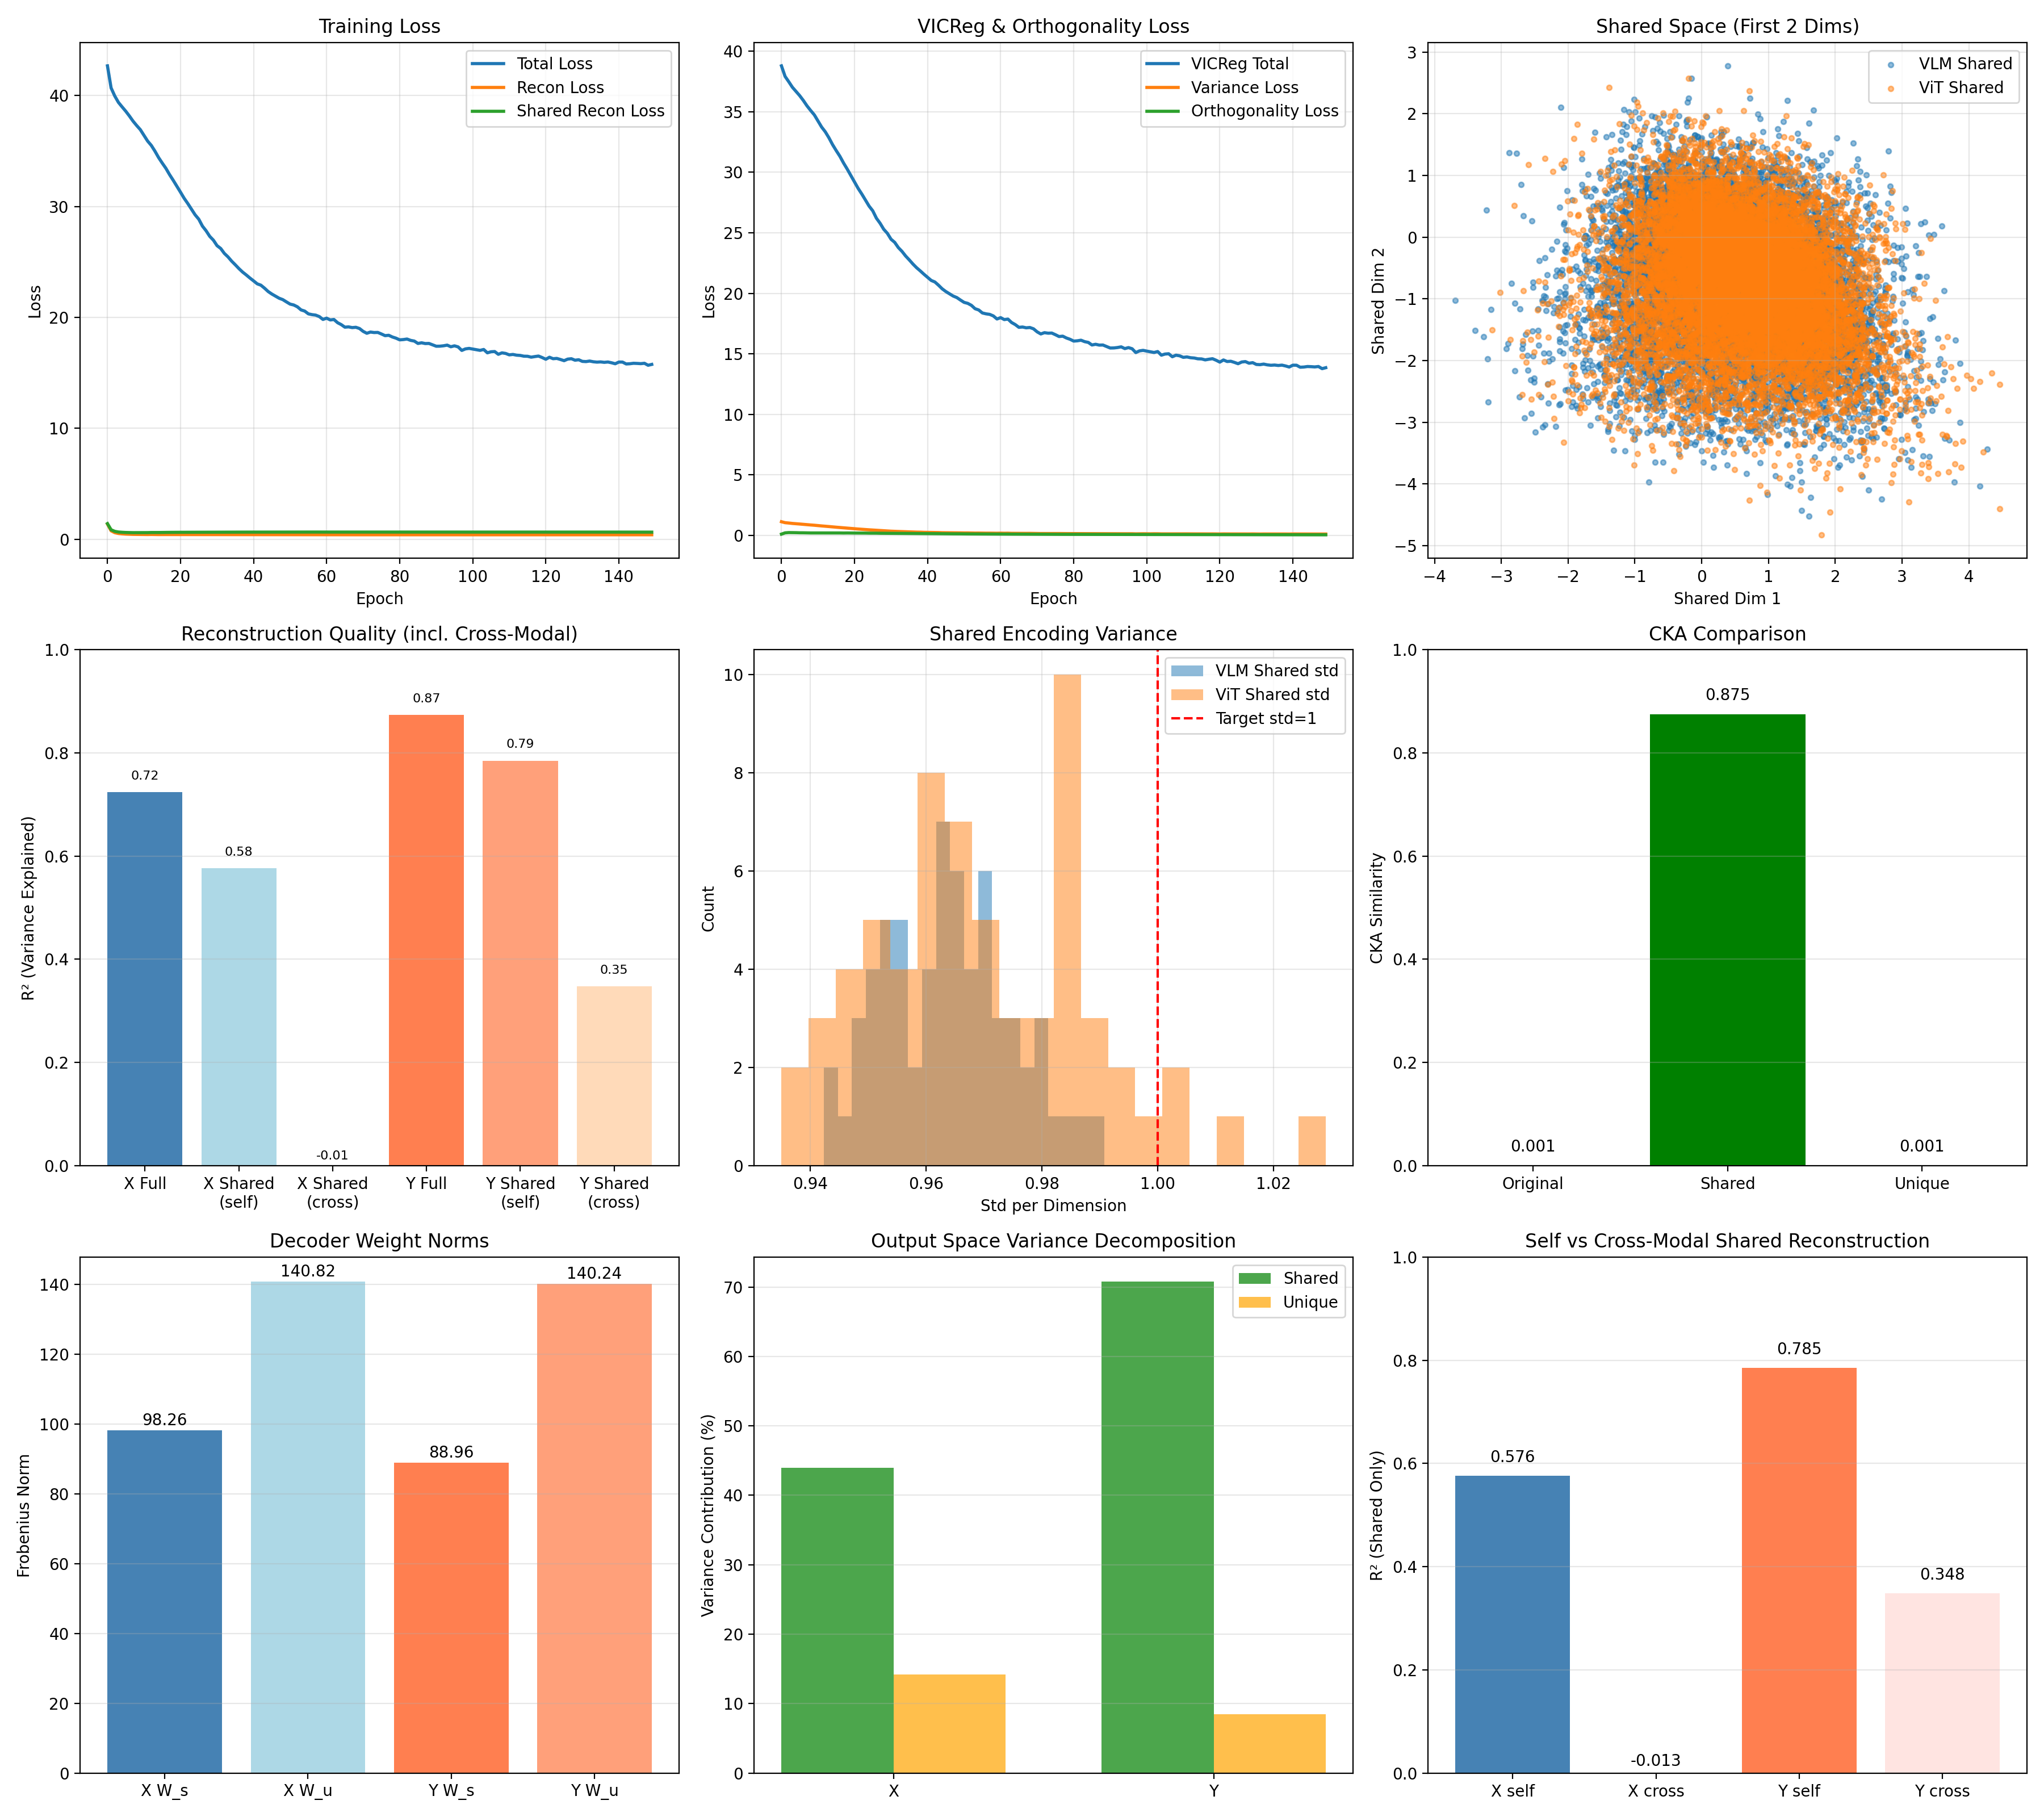 Training Loss
Total Loss
Recon Loss
Shared Recon Loss
40
30
20
10
0
Loss
0 20 40 60 80 100 120 140
Epoch
VICReg & Orthogonality Loss
VICReg Total
Variance Loss
Orthogonality Loss
40
35
30
25
20
15
10
5
0
Loss
0 20 40 60 80 100 120 140
Epoch
Shared Space (First 2 Dims)
VLM Shared
ViT Shared
3
2
1
0
−1
−2
−3
−4
−5
Shared Dim 2
−4 −3 −2 −1 0 1 2 3 4
Shared Dim 1
Reconstruction Quality (incl. Cross-Modal)
1.0
0.8
0.6
0.4
0.2
0.0
R² (Variance Explained)
0.72
0.58
-0.01
0.87
0.79
0.35
X Full X Shared X Shared Y Full Y Shared Y Shared
(self) (cross) (self) (cross)
Shared Encoding Variance
VLM Shared std
ViT Shared std
Target std=1
10
8
6
4
2
0
Count
0.94 0.96 0.98 1.00 1.02
Std per Dimension
CKA Comparison
1.0
0.8
0.6
0.4
0.2
0.0
CKA Similarity
0.001
0.875
0.001
Original Shared Unique
Decoder Weight Norms
140
120
100
80
60
40
20
0
Frobenius Norm
98.26
140.82
88.96
140.24
X W_s X W_u Y W_s Y W_u
Output Space Variance Decomposition
Shared
Unique
70
60
50
40
30
20
10
0
Variance Contribution (%)
X Y
Self vs Cross-Modal Shared Reconstruction
1.0
0.8
0.6
0.4
0.2
0.0
R² (Shared Only)
0.576
-0.013
0.785
0.348
X self X cross Y self Y cross